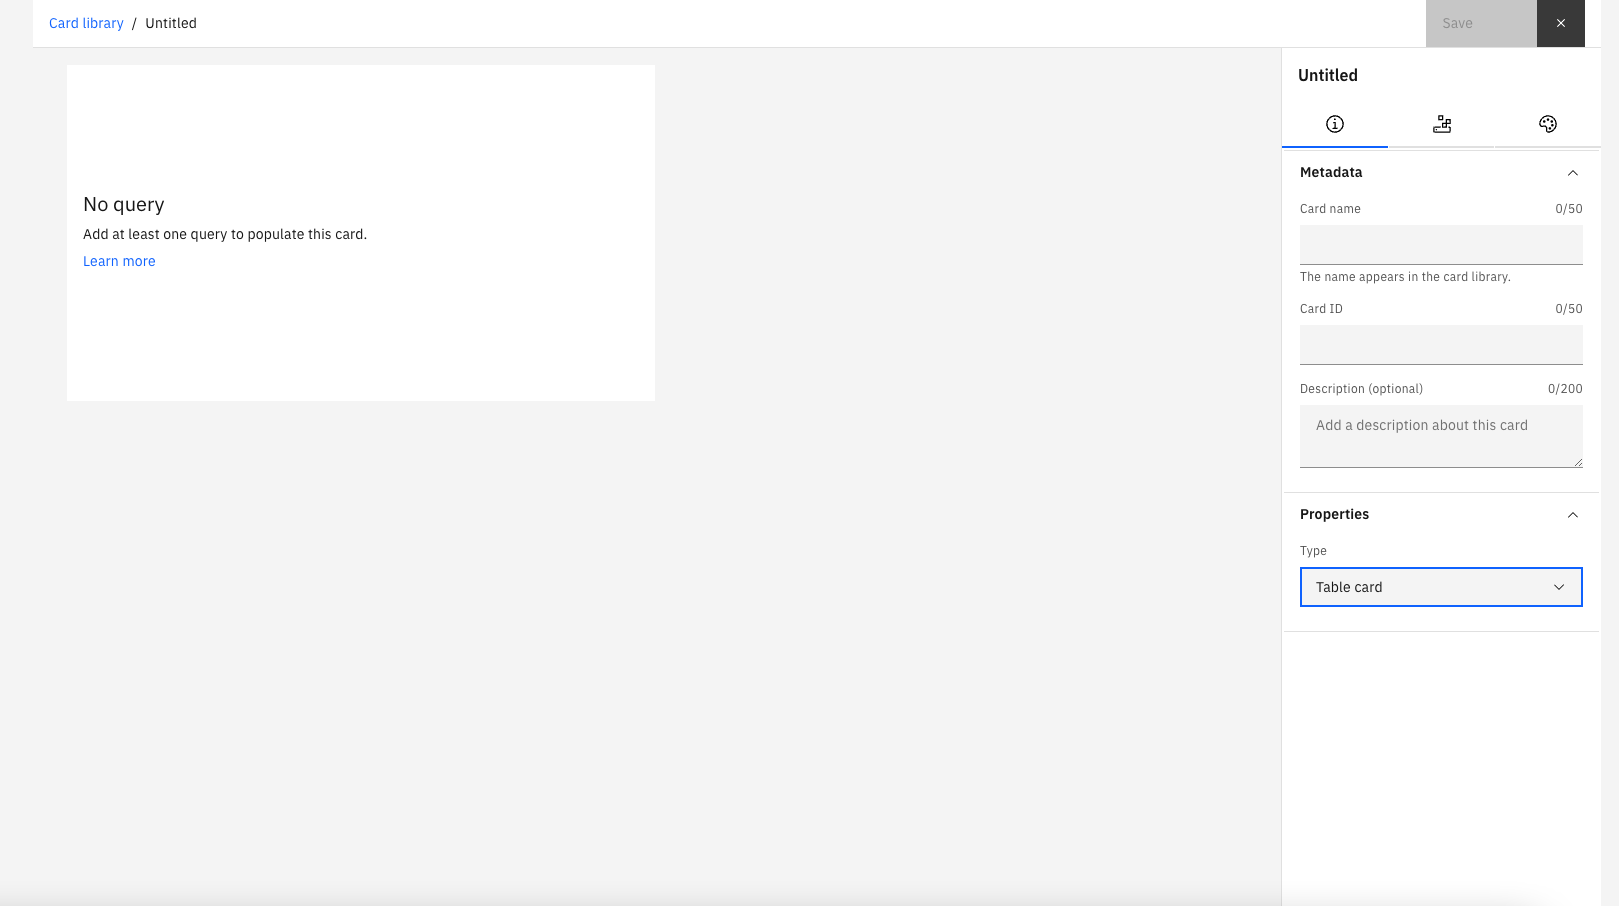 Card library / Untitled
Save
No query
Add at least one query to populate this card.
Learn more
Untitled
Metadata
Card name 0/50
The name appears in the card library.
Card ID 0/50
Description (optional) 0/200
Add a description about this card
Properties
Type
Table card